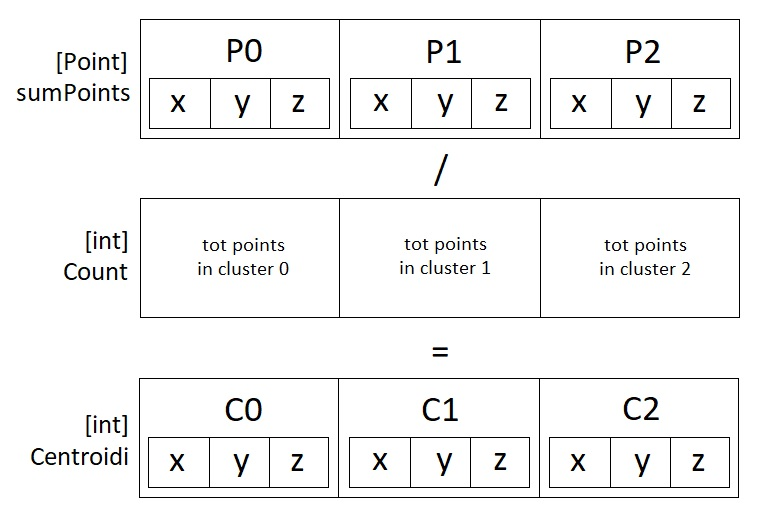 [Point]
sumPoints
P0
P1
P2
x y z
x y z
x y z
/
[int]
Count
tot points
in cluster 0
tot points
in cluster 1
tot points
in cluster 2
=
[int]
Centroidi
C0
C1
C2
x y z
x y z
x y z